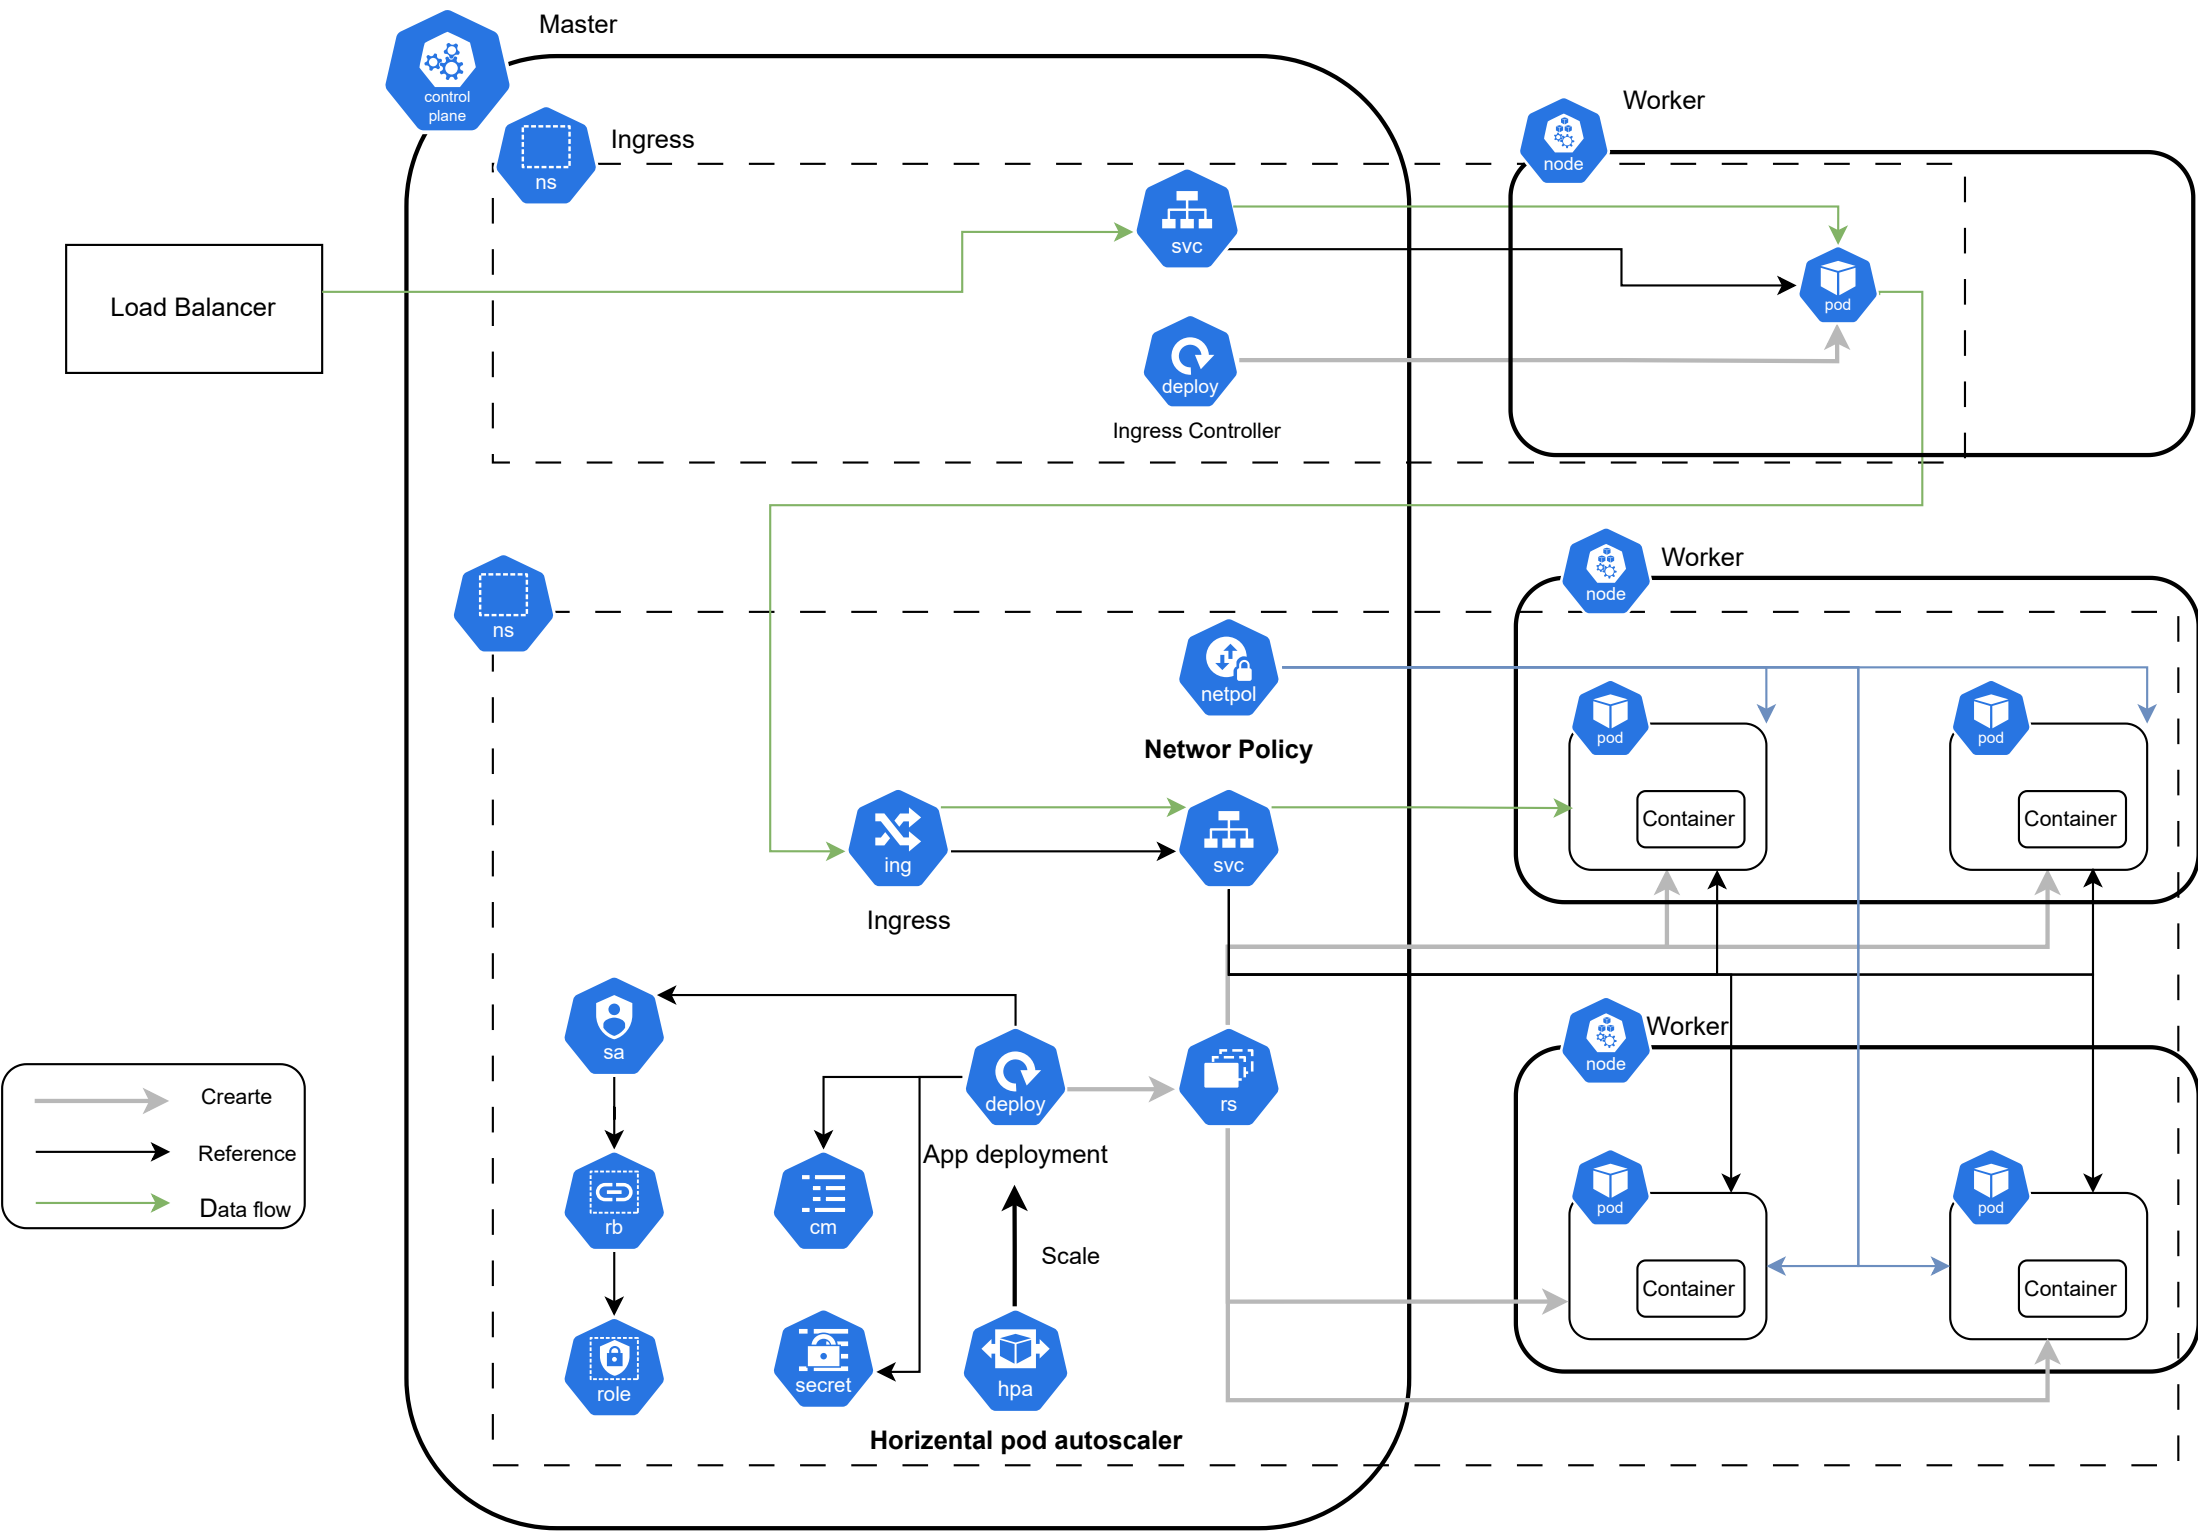 Master
control
plane
Ingress
ns
Worker
node
svc
pod
Load Balancer
deploy
Ingress Controller
Worker
node
ns
netpol
Networ Policy
pod
pod
Container
Container
ing
svc
Ingress
sa
Worker
node
deploy
rs
App deployment
Crearte
Reference
Data flow
rb
cm
pod
pod
Scale
Container
Container
role
secret
hpa
Horizental pod autoscaler